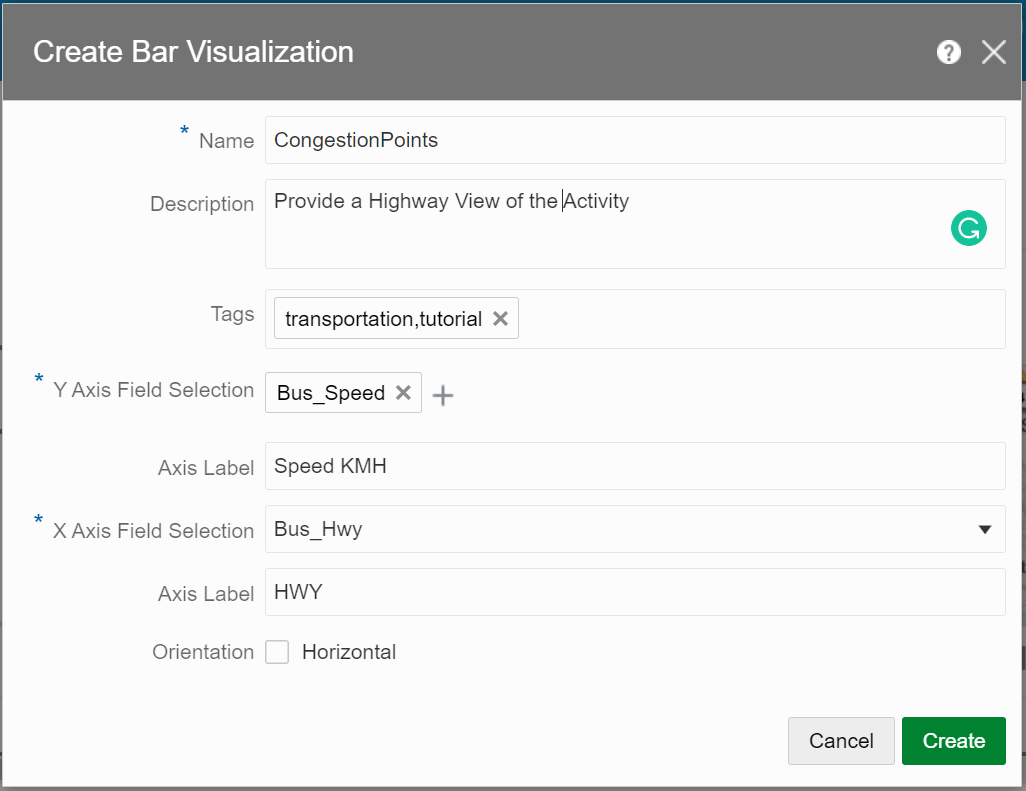 Create Bar Visualization
* Name CongestionPoints
Description Provide a Highway View of the Activity
Tags transportation,tutorial
* Y Axis Field Selection Bus_Speed
Axis Label Speed KMH
* X Axis Field Selection Bus_Hwy
Axis Label HWY
Orientation Horizontal
Cancel Create